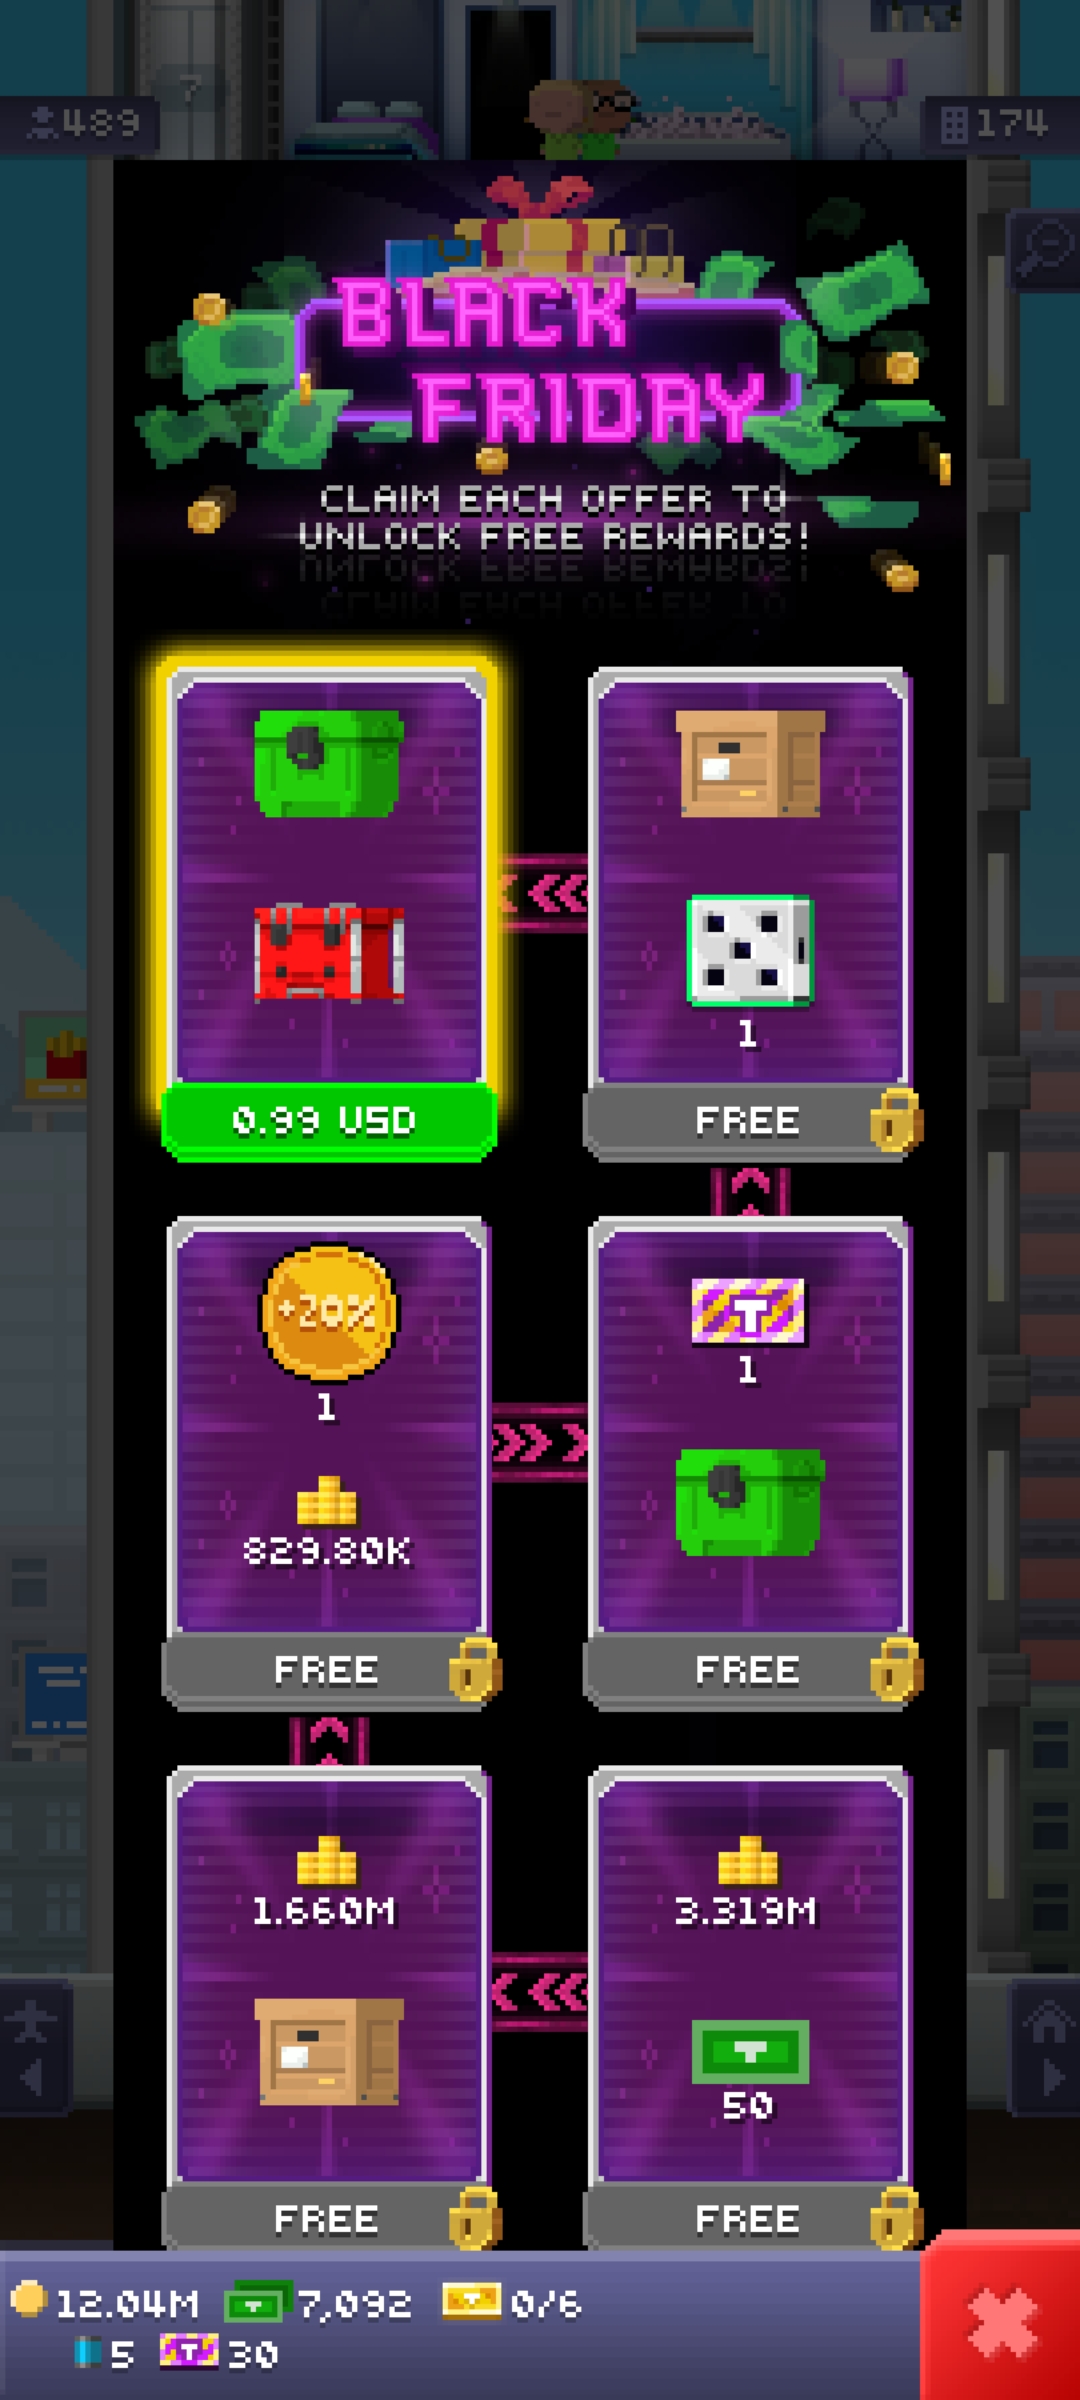 7
489
174
BLACK
FRIDAY
CLAIM EACH OFFER TO
UNLOCK FREE REWARDS!
1
0.99 USD
FREE
+20%
1
T
1
829.80K
FREE
FREE
1.660M
3.319M
T
50
FREE
FREE
12.04M
T
7,092
T
0/6
5
T
30